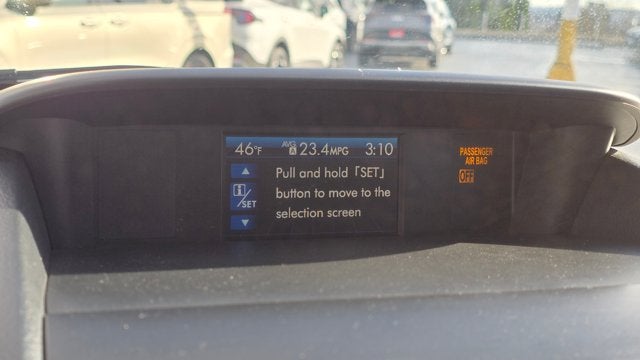 46°F AVG A 23.4MPG 3:10
Pull and hold「SET」
button to move to the
selection screen
i/SET
PASSENGER
AIR BAG
OFF